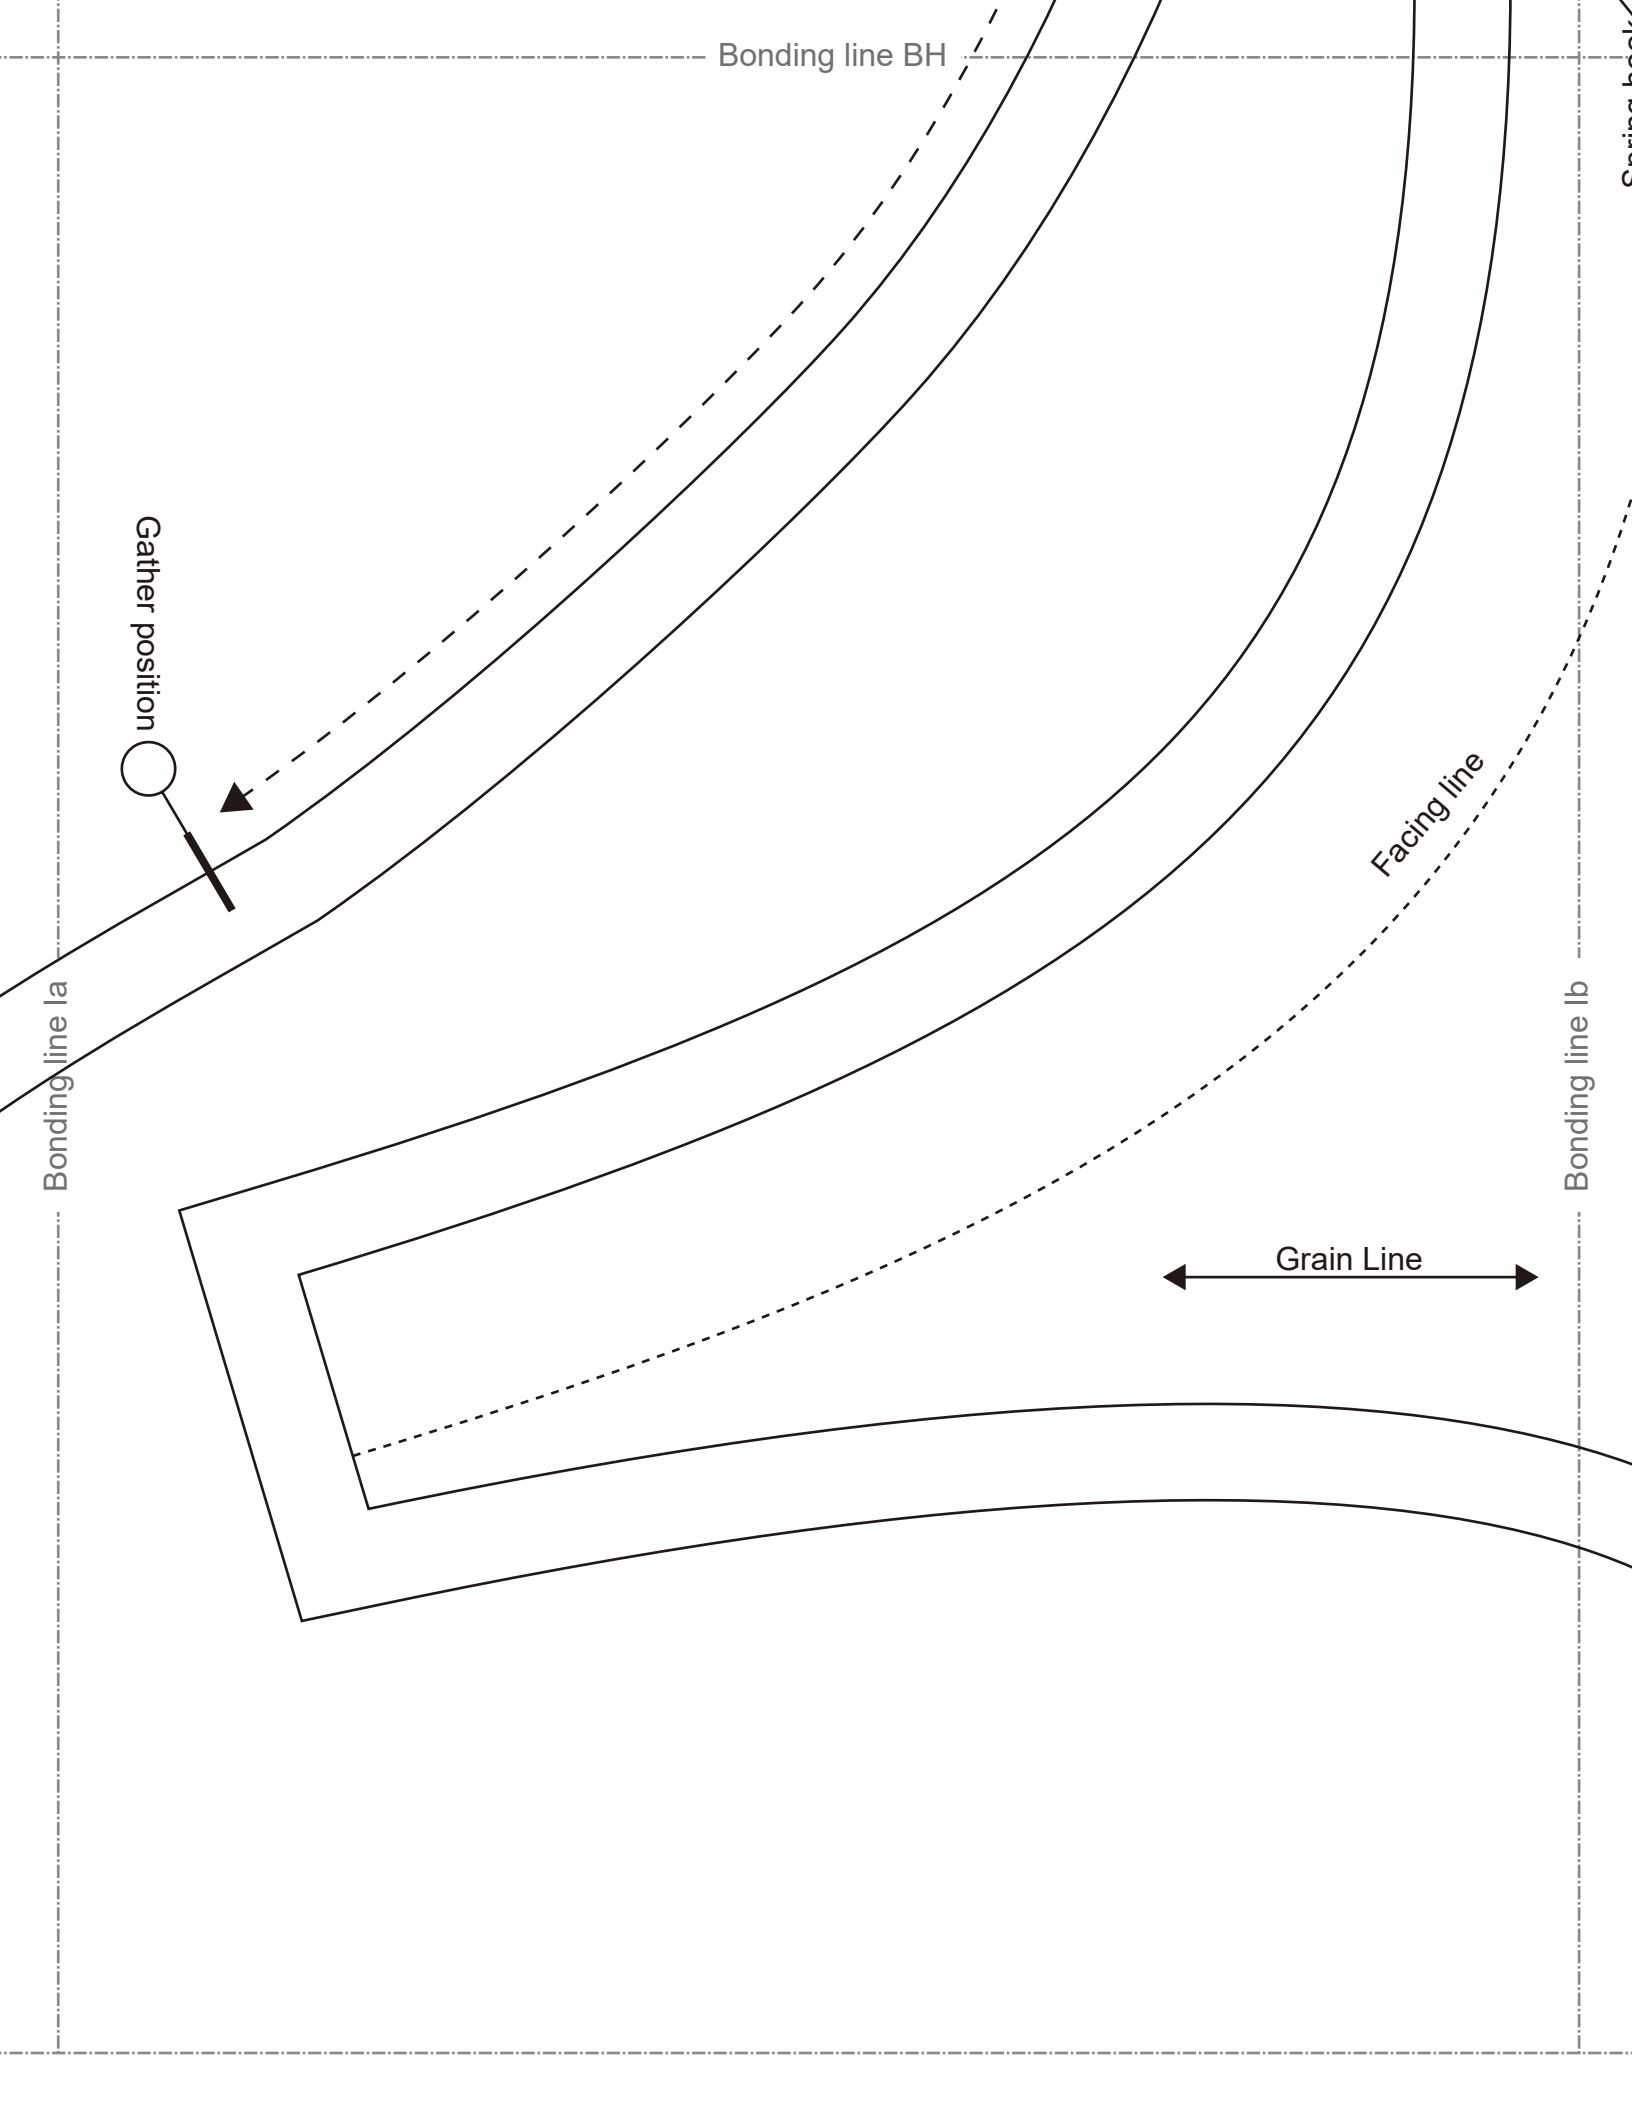 Bonding line BH
Gather position
Facing line
Bonding line Ia
Bonding line Ib
Grain Line